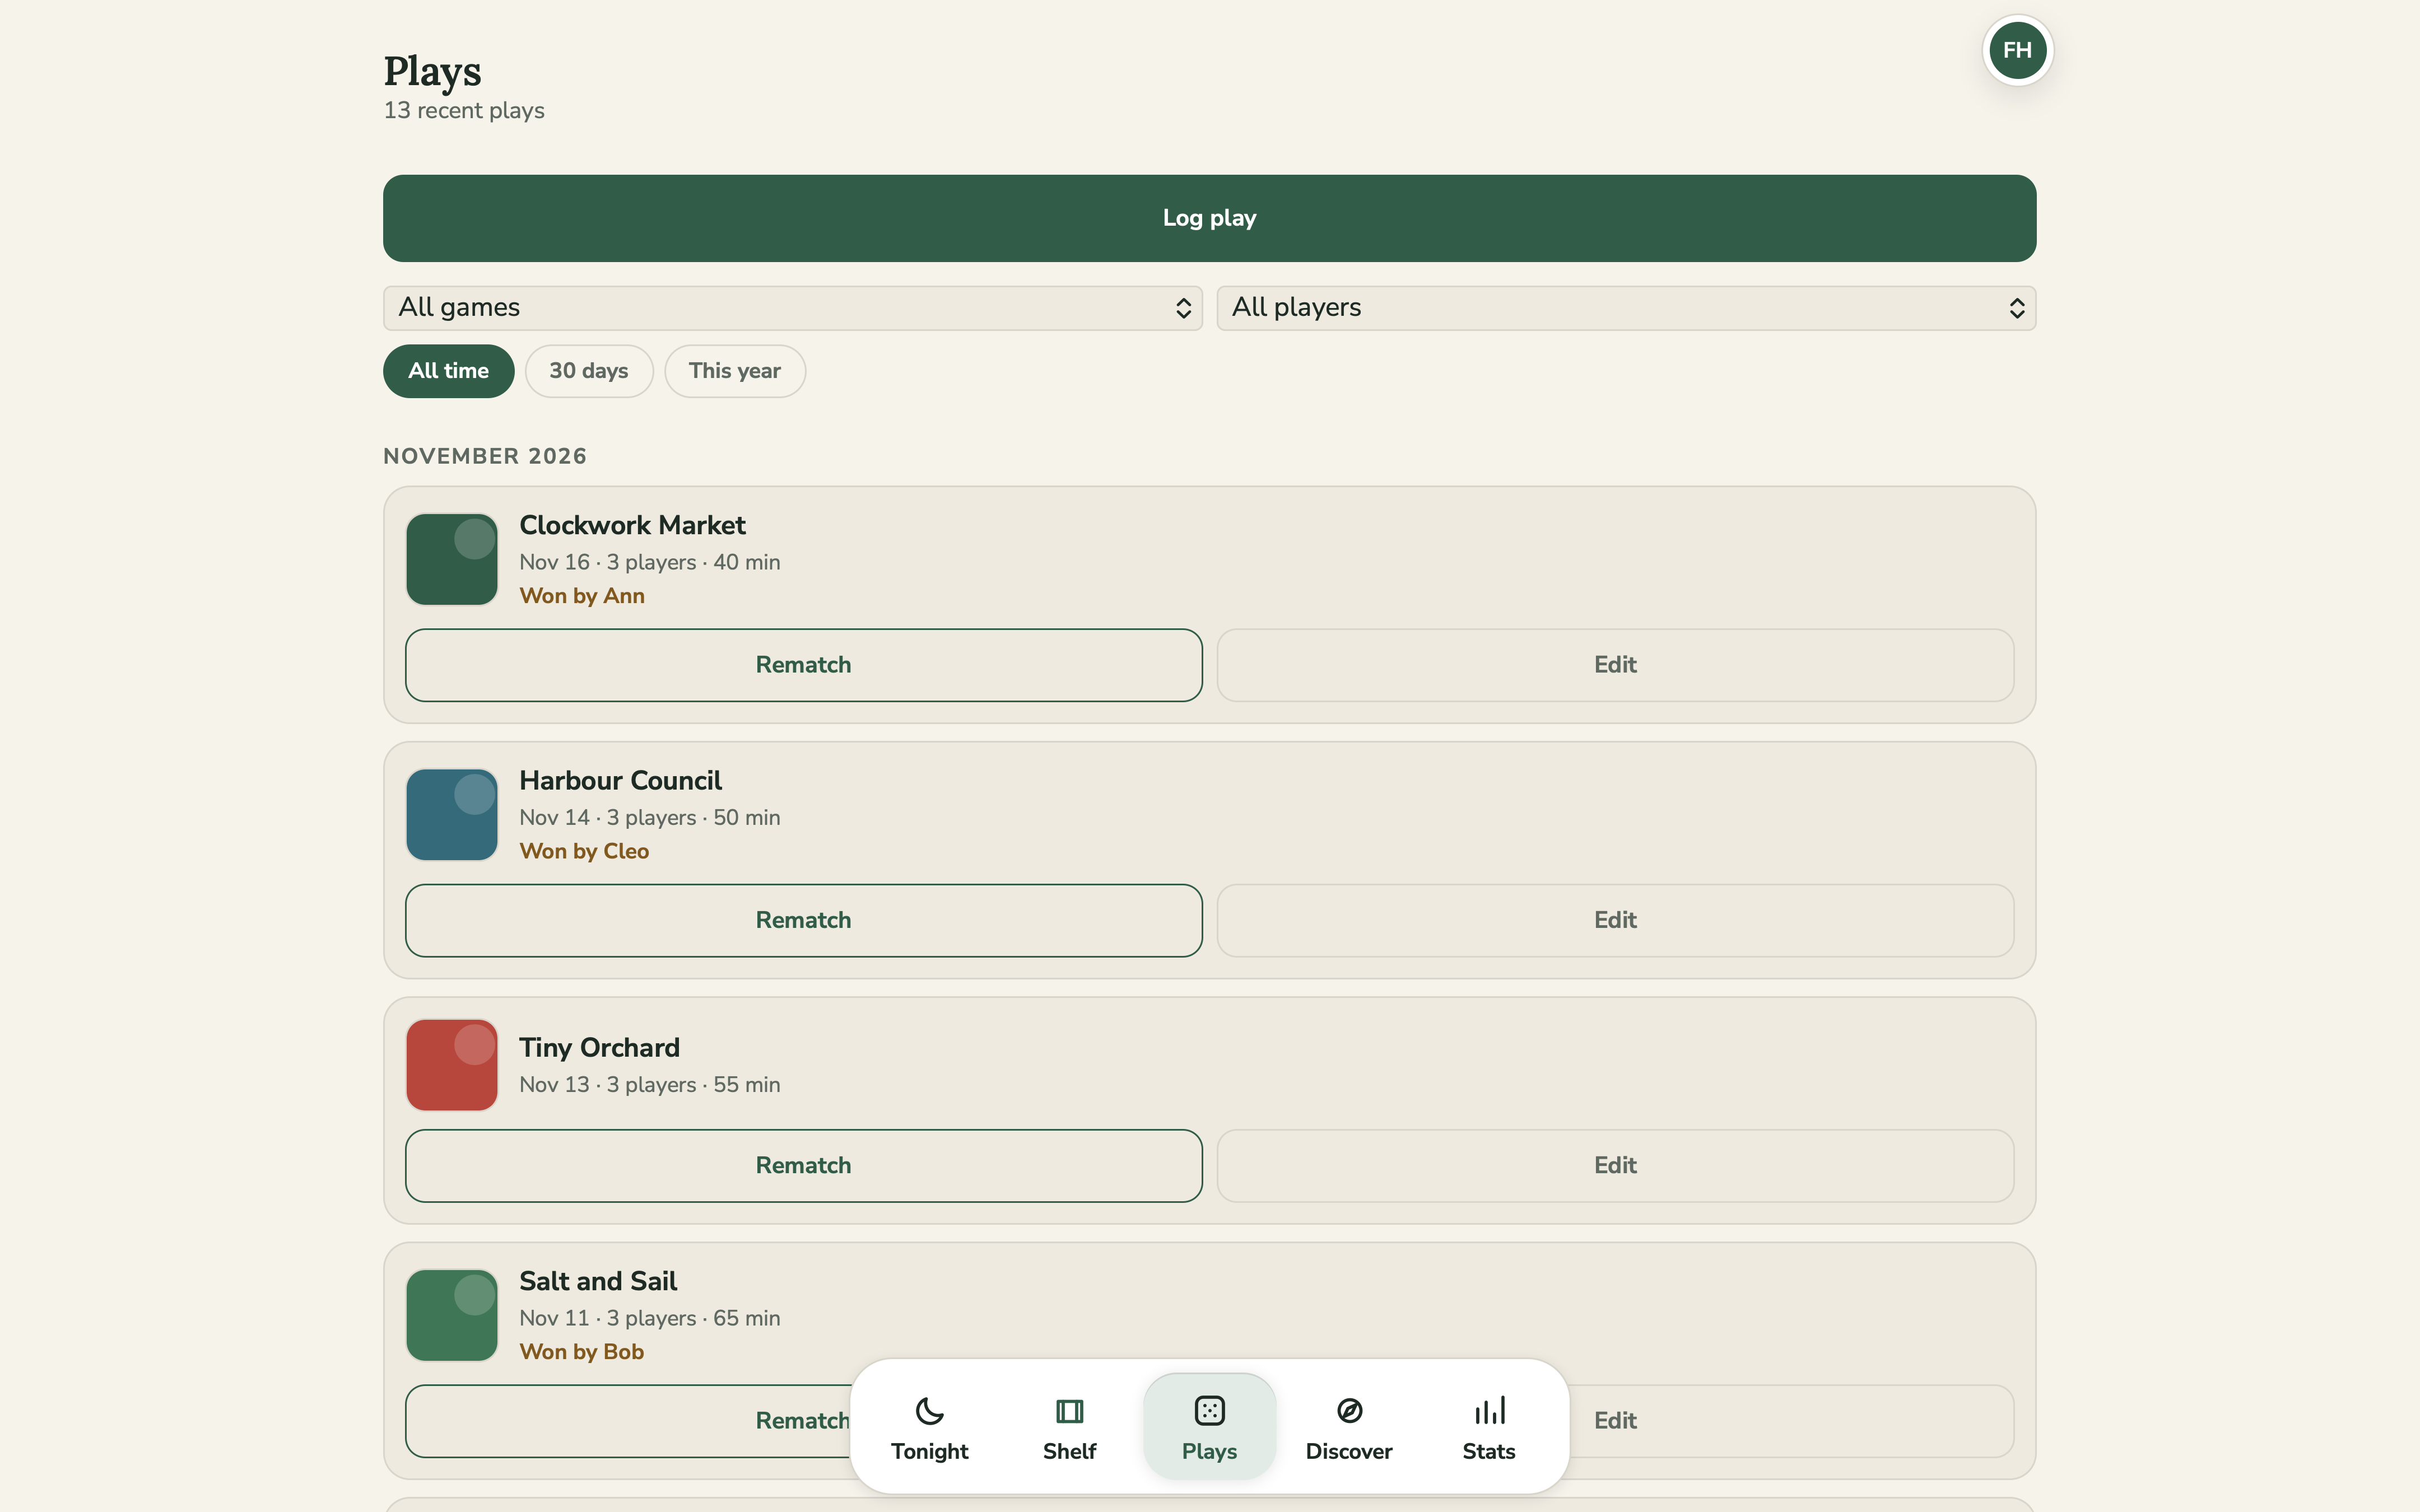 Plays
13 recent plays
FH
Log play
All games
All players
All time
30 days
This year
NOVEMBER 2026
Clockwork Market
Nov 16 · 3 players · 40 min
Won by Ann
Rematch
Edit
Harbour Council
Nov 14 · 3 players · 50 min
Won by Cleo
Rematch
Edit
Tiny Orchard
Nov 13 · 3 players · 55 min
Rematch
Edit
Salt and Sail
Nov 11 · 3 players · 65 min
Won by Bob
Rematch
Edit
Tonight
Shelf
Plays
Discover
Stats